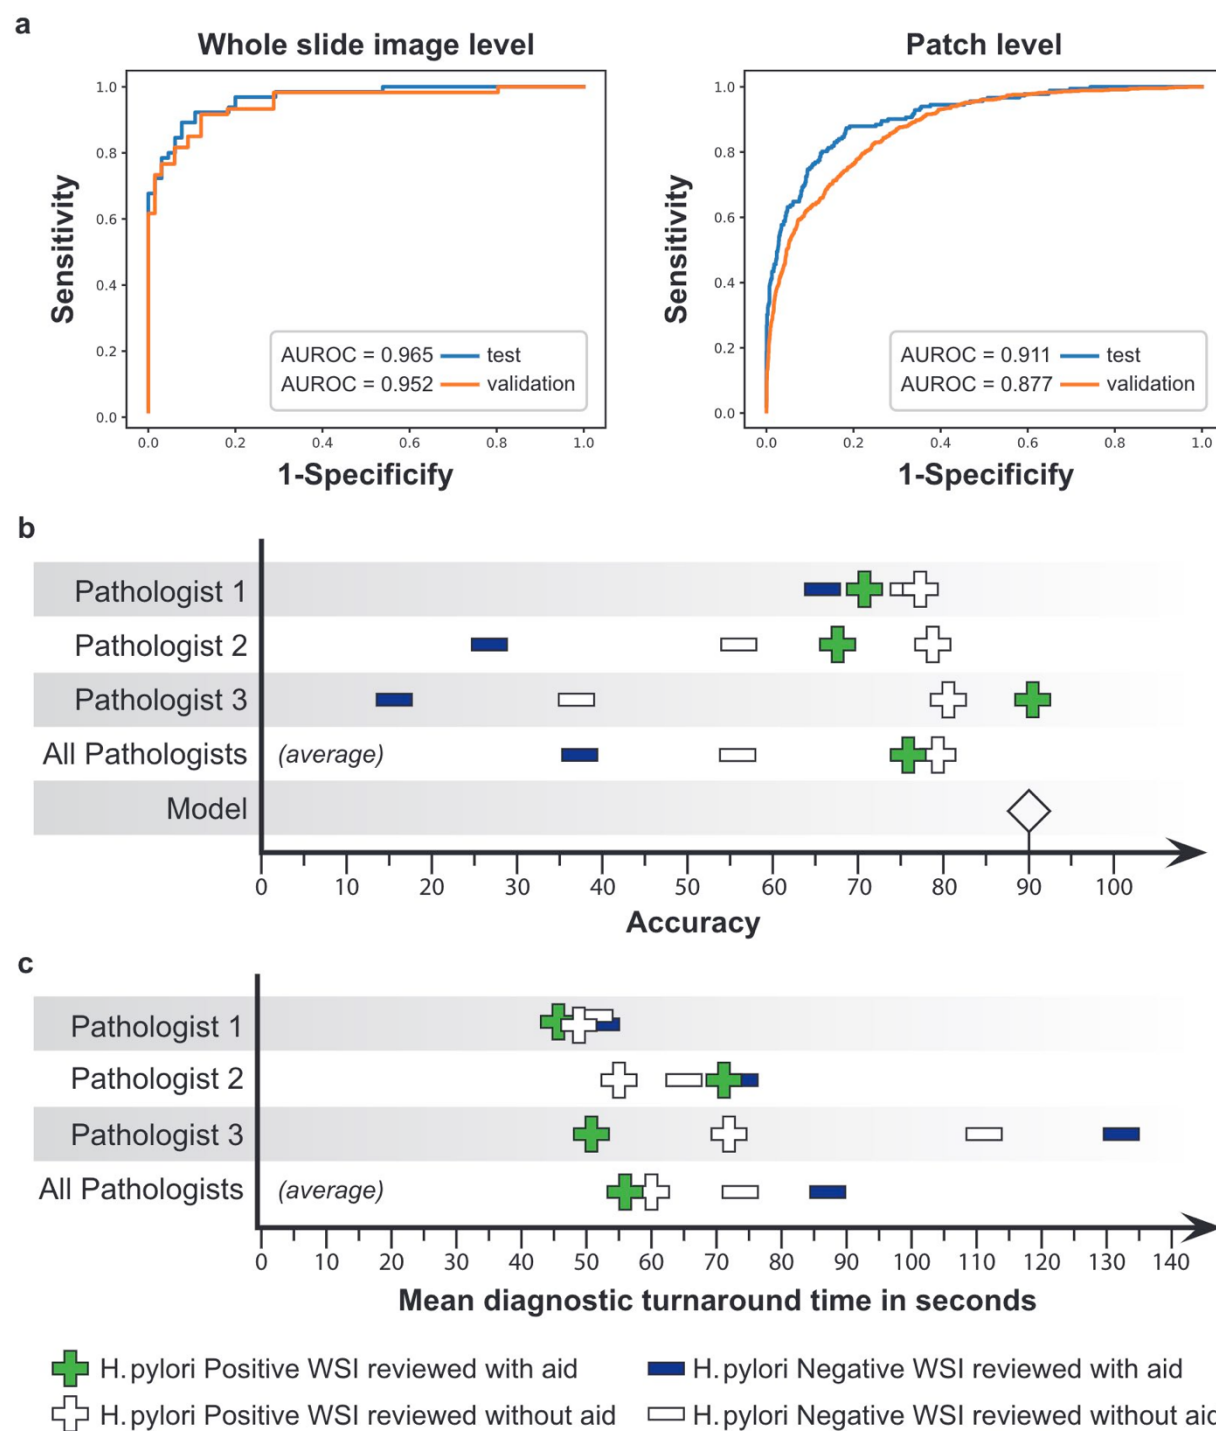 a
Whole slide image level
Patch level
1.0
0.8
0.6
0.4
0.2
0.0
Sensitivity
AUROC = 0.965 test
AUROC = 0.952 validation
0.0 0.2 0.4 0.6 0.8 1.0
1-Specificify
1.0
0.8
0.6
0.4
0.2
0.0
Sensitivity
AUROC = 0.911 test
AUROC = 0.877 validation
0.0 0.2 0.4 0.6 0.8 1.0
1-Specificify
b
Pathologist 1
Pathologist 2
Pathologist 3
All Pathologists (average)
Model
0 10 20 30 40 50 60 70 80 90 100
Accuracy
c
Pathologist 1
Pathologist 2
Pathologist 3
All Pathologists (average)
0 10 20 30 40 50 60 70 80 90 100 110 120 130 140
Mean diagnostic turnaround time in seconds
H. pylori Positive WSI reviewed with aid
H. pylori Negative WSI reviewed with aid
H. pylori Positive WSI reviewed without aid
H. pylori Negative WSI reviewed without aid